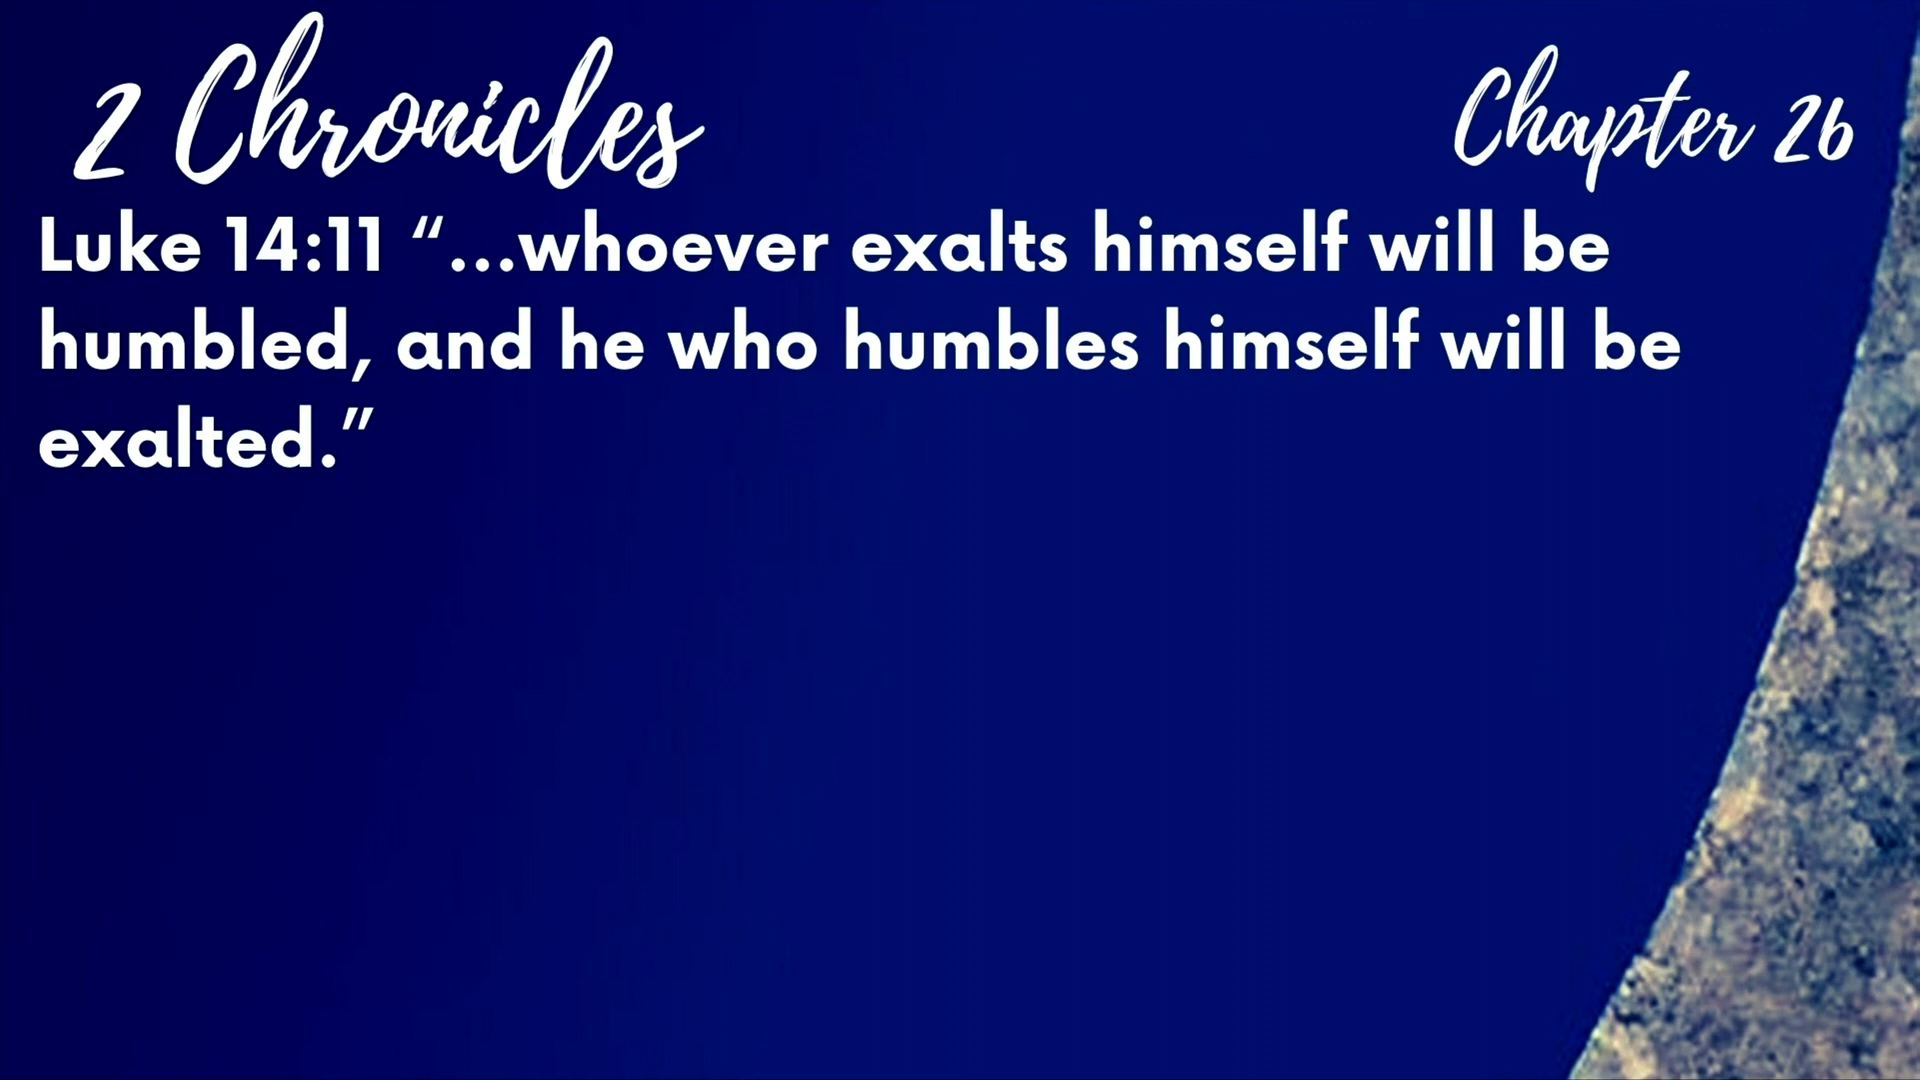 2 Chronicles Chapter 26
Luke 14:11 “...whoever exalts himself will be
humbled, and he who humbles himself will be
exalted.”